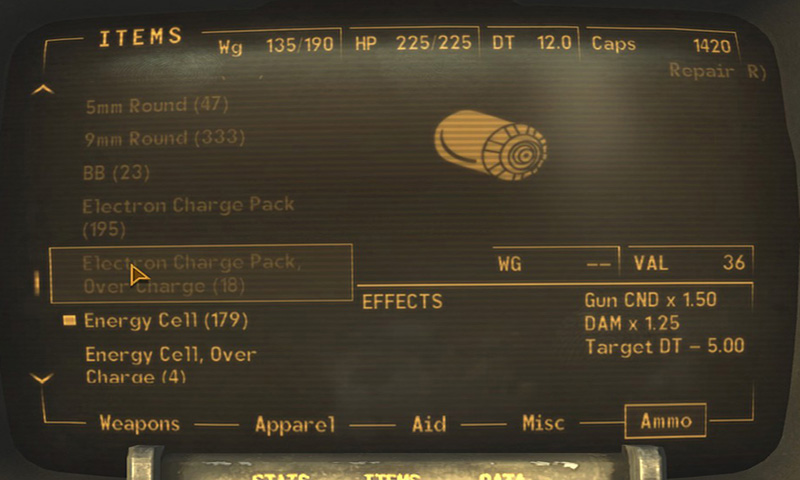 ITEMS
Wg 135/190 HP 225/225 DT 12.0 Caps 1420
Repair R)
5mm Round (47)
9mm Round (333)
BB (23)
Electron Charge Pack
(195)
Electron Charge Pack,
Over Charge (18)
Energy Cell (179)
Energy Cell, Over
Charge (4)
WG -- VAL 36
EFFECTS
Gun CND x 1.50
DAM x 1.25
Target DT – 5.00
Weapons Apparel Aid Misc Ammo
STATS ITEMS DATA